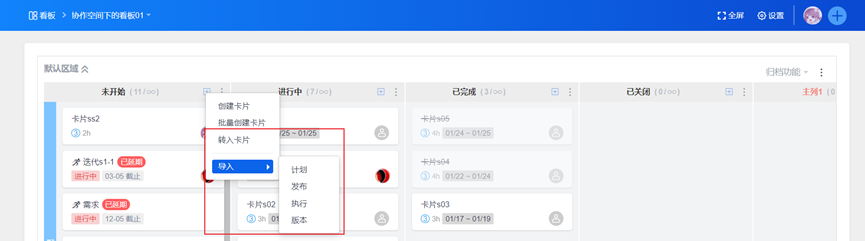 看板 > 协作空间下的看板01 全屏 设置
默认区域 归档功能
未开始 (11/∞) 进行中 (7/∞) 已完成 (3/∞) 已关闭 (0/∞) 主列1 (0
创建卡片
批量创建卡片
转入卡片
导入
计划
发布
执行
版本
卡片ss2
③ 2h
迭代s1-1 已延期
进行中 03-05 截止
需求 已延期
进行中 12-05 截止
/25 ~ 01/25
卡片s02
③ 3h 01
卡片s05
③ 4h 01/24 ~ 01/25
卡片s04
③ 4h 01/22 ~ 01/24
卡片s03
③ 3h 01/17 ~ 01/19